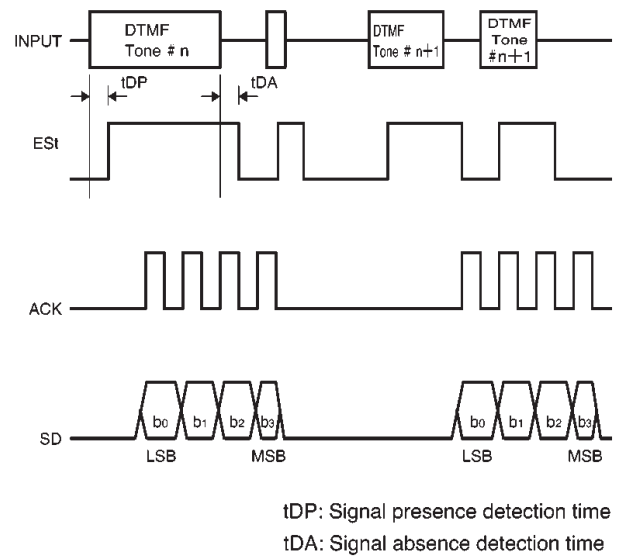 INPUT
DTMF
Tone # n
DTMF
Tone # n+1
DTMF
Tone
#n+1
tDP
tDA
ESt
ACK
SD
b0
b1
b2
b3
b0
b1
b2
b3
LSB
MSB
LSB
MSB
tDP: Signal presence detection time
tDA: Signal absence detection time